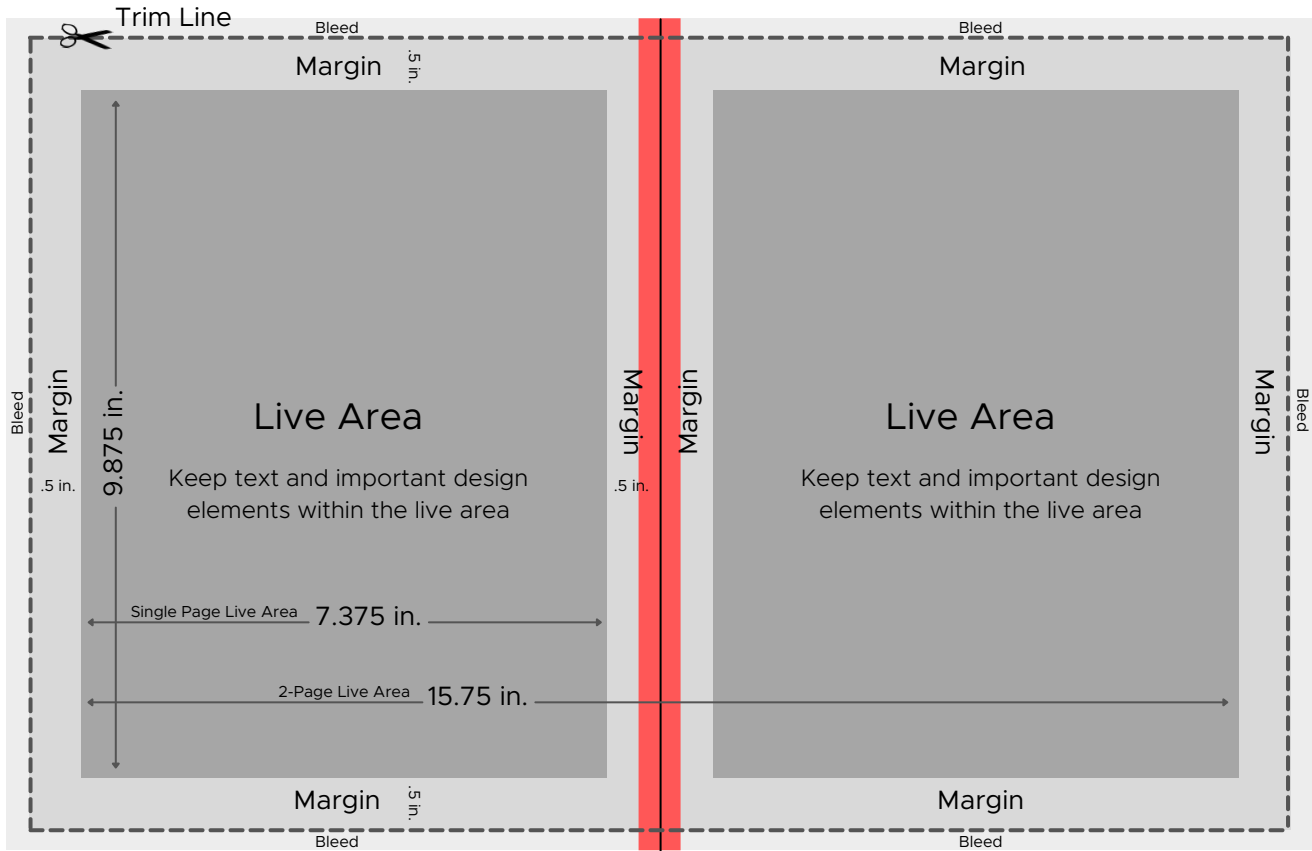 Trim Line
Bleed
Bleed
Margin
.5 in.
Margin
Bleed
Margin
.5 in.
9.875 in.
Live Area
Keep text and important design
elements within the live area
Margin
.5 in.
Margin
Live Area
Keep text and important design
elements within the live area
Margin
Bleed
Single Page Live Area 7.375 in.
2-Page Live Area 15.75 in.
Margin
.5 in.
Margin
Bleed
Bleed